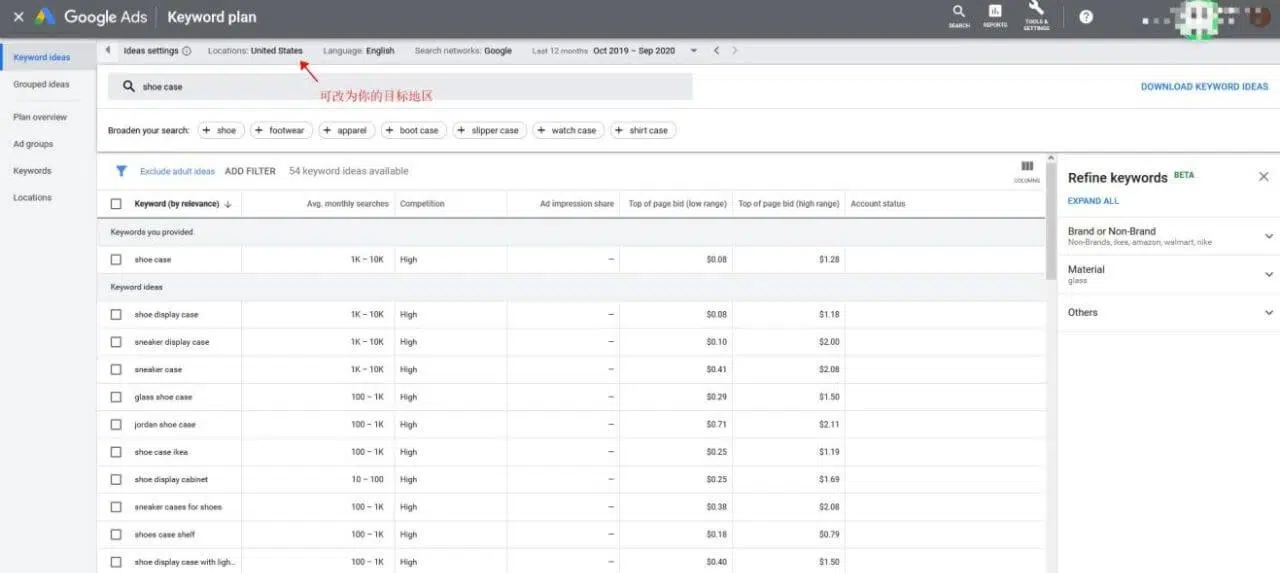 Google Ads Keyword plan SEARCH REPORTS TOOLS & SETTINGS
Keyword ideas
Grouped ideas
Plan overview
Ad groups
Keywords
Locations
Ideas settings Locations: United States Language: English Search networks: Google Last 12 months Oct 2019 – Sep 2020
shoe case
可改为你的目标地区
DOWNLOAD KEYWORD IDEAS
Broaden your search: + shoe + footwear + apparel + boot case + slipper case + watch case + shirt case
Exclude adult ideas ADD FILTER 54 keyword ideas available COLUMNS
Keyword (by relevance) Avg. monthly searches Competition Ad impression share Top of page bid (low range) Top of page bid (high range) Account status
Keywords you provided
shoe case 1K – 10K High – $0.08 $1.28
Keyword ideas
shoe display case 1K – 10K High – $0.08 $1.18
sneaker display case 1K – 10K High – $0.10 $2.00
sneaker case 1K – 10K High – $0.41 $2.08
glass shoe case 100 – 1K High – $0.29 $1.50
jordan shoe case 100 – 1K High – $0.71 $2.11
shoe case ikea 100 – 1K High – $0.25 $1.19
shoe display cabinet 10 – 100 High – $0.25 $1.69
sneaker cases for shoes 100 – 1K High – $0.38 $2.08
shoes case shelf 100 – 1K High – $0.18 $0.79
shoe display case with ligh... 100 – 1K High – $0.40 $1.50
Refine keywords BETA
EXPAND ALL
Brand or Non-Brand
Non-Brands, ikea, amazon, walmart, nike
Material
glass
Others